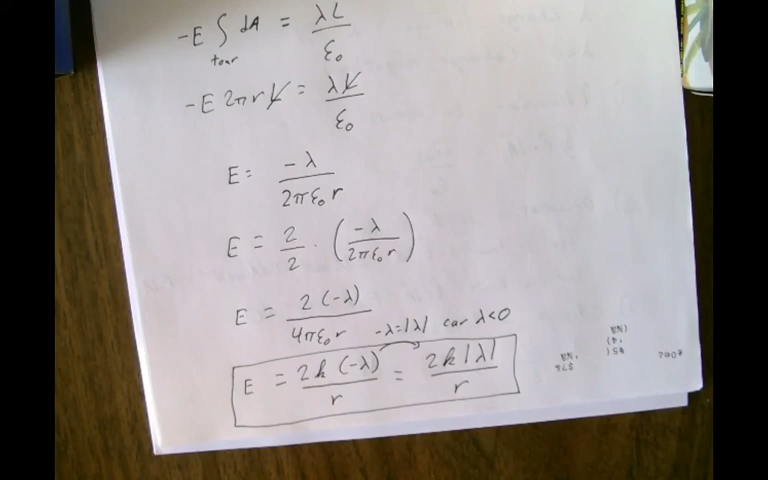 -E ∫ dA = λL/ε₀
tour
-E 2πrL = λL/ε₀
E = -λ/(2πε₀r)
E = 2/2 · (-λ/(2πε₀r))
E = 2(-λ)/(4πε₀r)
-λ=|λ| car λ<0
E = 2k(-λ)/r = 2k|λ|/r